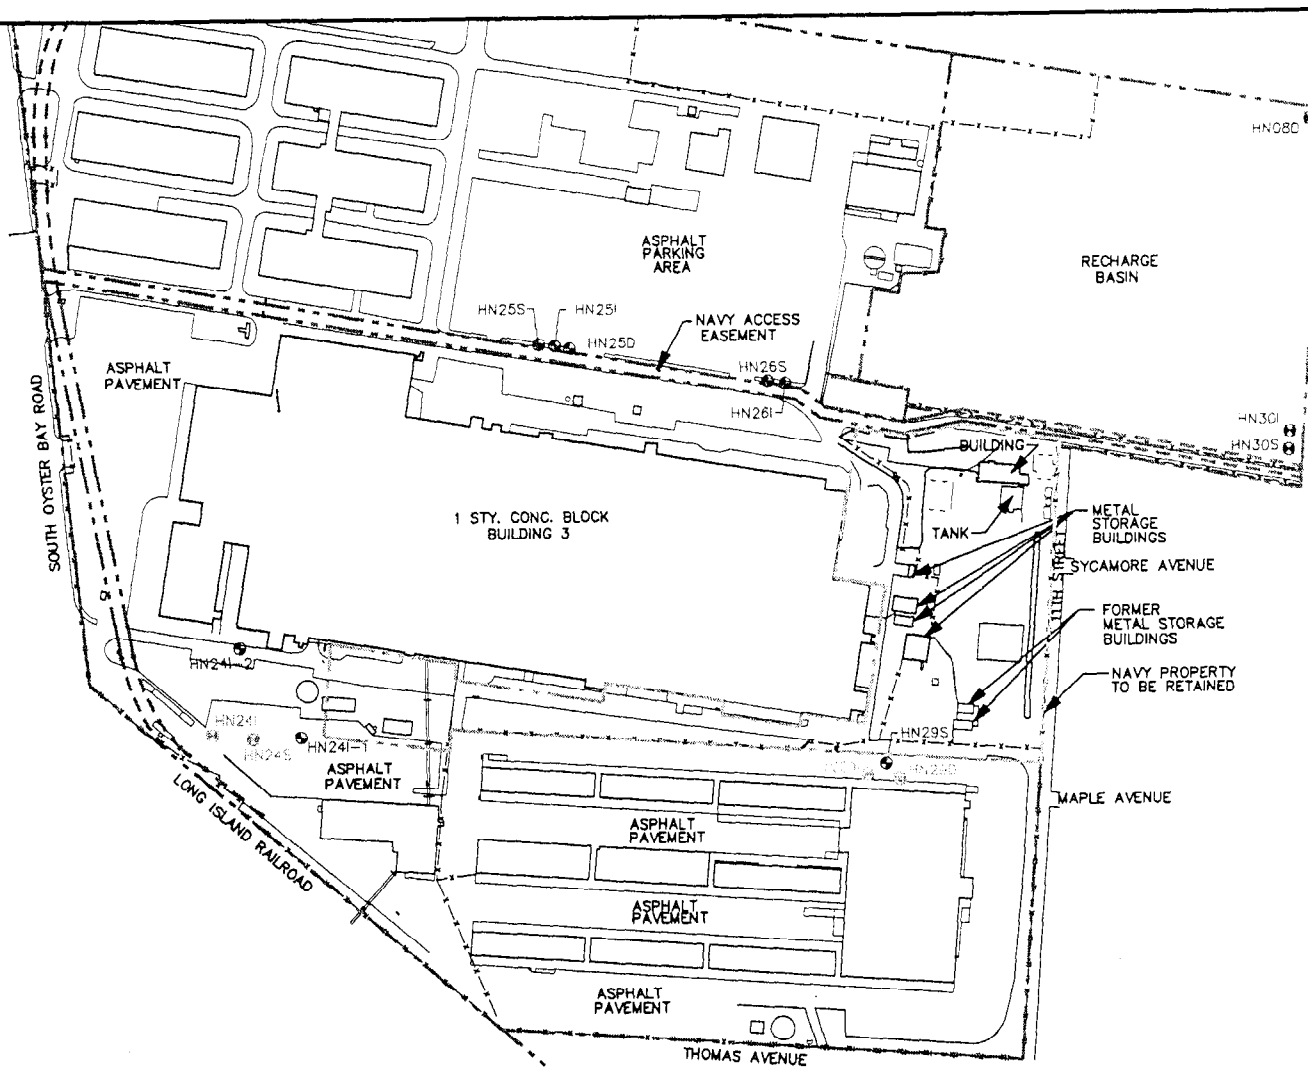 HN08D
ASPHALT
PARKING
AREA
RECHARGE
BASIN
HN25S
HN25I
HN25D
NAVY ACCESS
EASEMENT
ASPHALT
PAVEMENT
HN26S
HN26I
HN30I
HN30S
BUILDING
SOUTH OYSTER BAY ROAD
1 STY. CONC. BLOCK
BUILDING 3
TANK
METAL
STORAGE
BUILDINGS
11TH STREET
SYCAMORE AVENUE
FORMER
METAL STORAGE
BUILDINGS
HN24I-2
NAVY PROPERTY
TO BE RETAINED
HN24I
HN24S
HN24I-1
HN29S
HN29D
ASPHALT
PAVEMENT
LONG ISLAND RAILROAD
MAPLE AVENUE
ASPHALT
PAVEMENT
ASPHALT
PAVEMENT
ASPHALT
PAVEMENT
THOMAS AVENUE